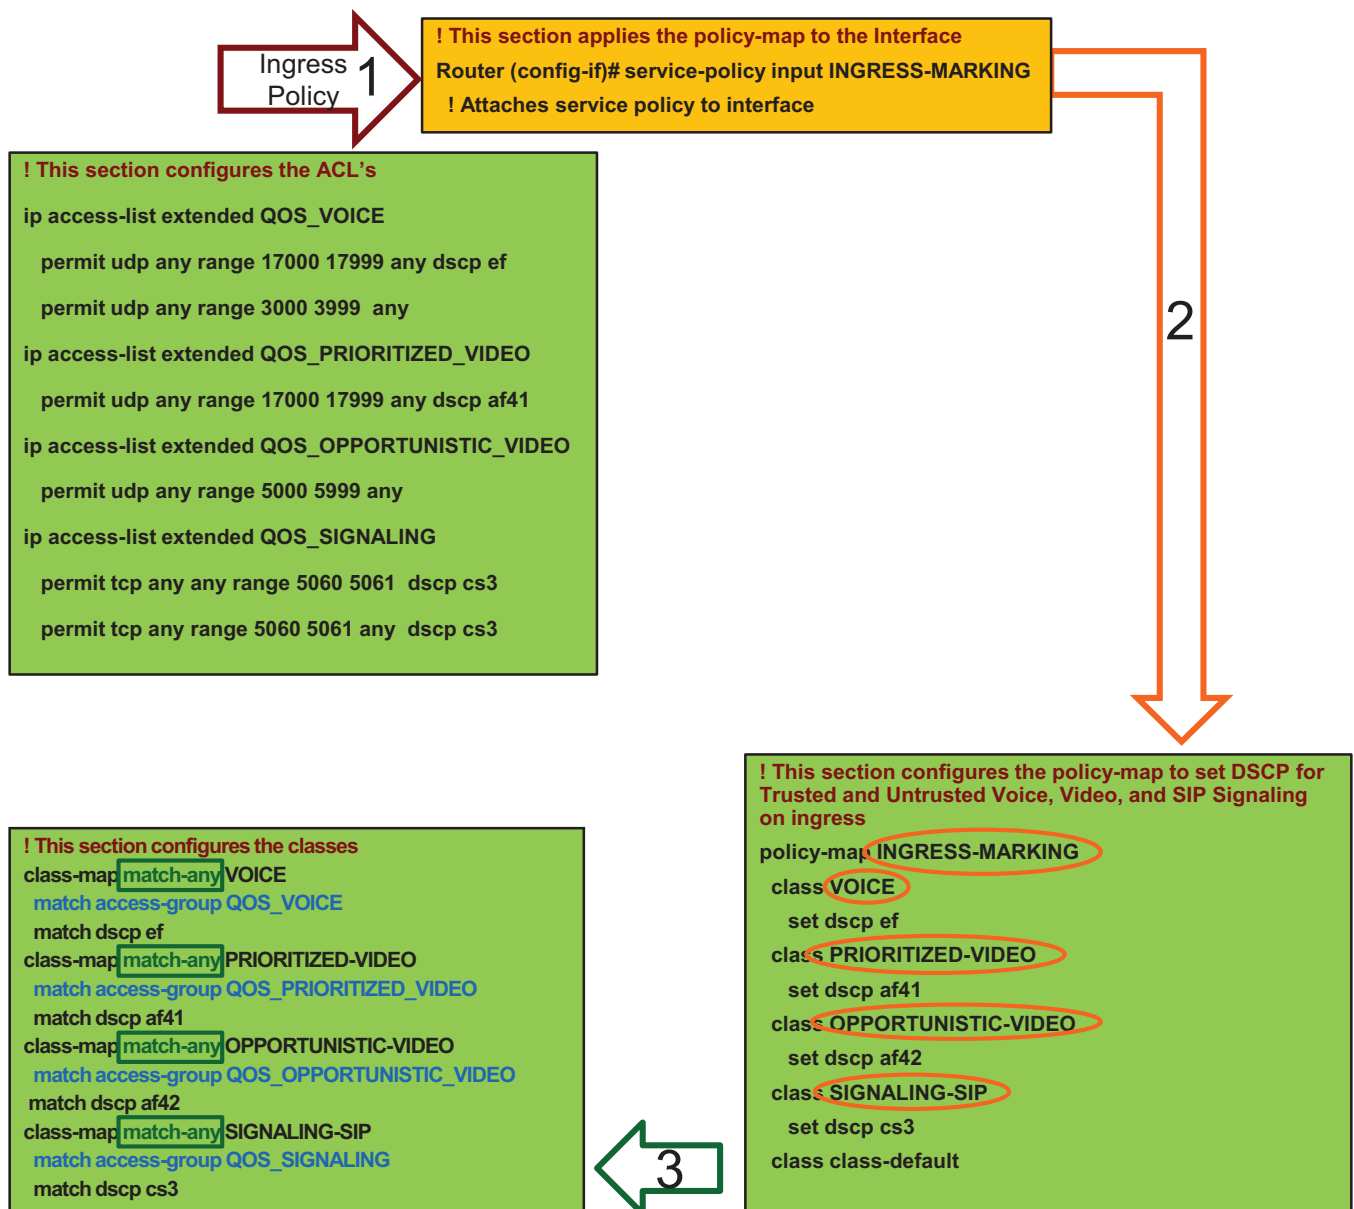 Ingress
Policy
1
! This section applies the policy-map to the Interface
Router (config-if)# service-policy input INGRESS-MARKING
! Attaches service policy to interface
2
! This section configures the ACL's
ip access-list extended QOS_VOICE
permit udp any range 17000 17999 any dscp ef
permit udp any range 3000 3999  any
ip access-list extended QOS_PRIORITIZED_VIDEO
permit udp any range 17000 17999 any dscp af41
ip access-list extended QOS_OPPORTUNISTIC_VIDEO
permit udp any range 5000 5999 any
ip access-list extended QOS_SIGNALING
permit tcp any any range 5060 5061  dscp cs3
permit tcp any range 5060 5061 any  dscp cs3
! This section configures the policy-map to set DSCP for
Trusted and Untrusted Voice, Video, and SIP Signaling
on ingress
policy-map INGRESS-MARKING
class VOICE
set dscp ef
class PRIORITIZED-VIDEO
set dscp af41
class OPPORTUNISTIC-VIDEO
set dscp af42
class SIGNALING-SIP
set dscp cs3
class class-default
3
! This section configures the classes
class-map match-any VOICE
match access-group QOS_VOICE
match dscp ef
class-map match-any PRIORITIZED-VIDEO
match access-group QOS_PRIORITIZED_VIDEO
match dscp af41
class-map match-any OPPORTUNISTIC-VIDEO
match access-group QOS_OPPORTUNISTIC_VIDEO
match dscp af42
class-map match-any SIGNALING-SIP
match access-group QOS_SIGNALING
match dscp cs3